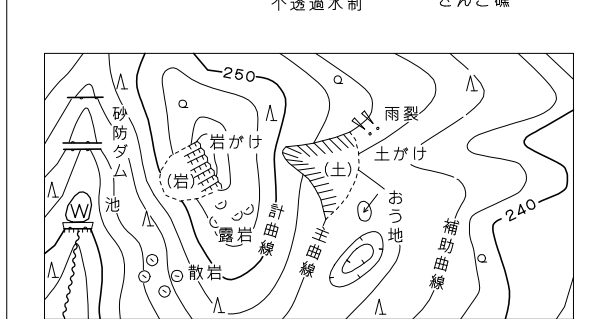 不透過水制
さんご礁
250
砂防ダム
岩がけ
雨裂
土がけ
(岩)
(土)
池
W
露岩
計曲線
主曲線
おう地
補助曲線
240
散岩